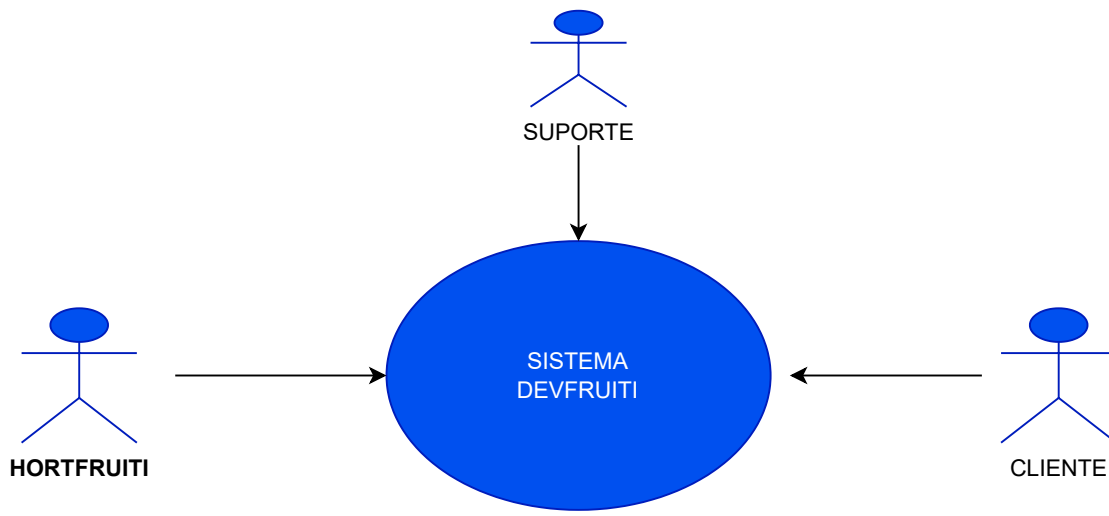 SUPORTE
SISTEMA
DEVFRUITI
HORTFRUITI
CLIENTE